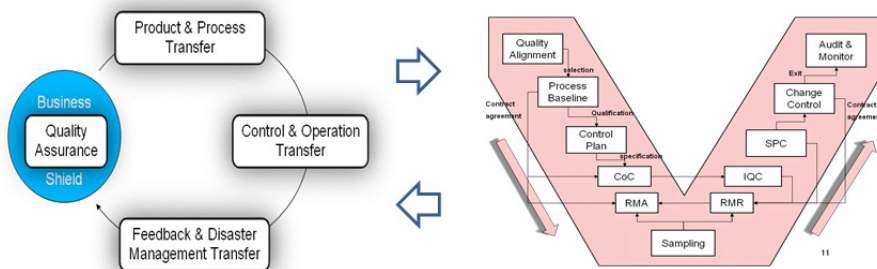 Product & Process
Transfer
Business
Quality
Assurance
Shield
Control & Operation
Transfer
Feedback & Disaster
Management Transfer
Quality
Alignment
selection
Process
Baseline
Contract
agreement
Qualification
Control
Plan
specification
CoC
IQC
RMA
RMR
Sampling
SPC
Change
Control
Exit
Audit &
Monitor
Contract
agreement
11